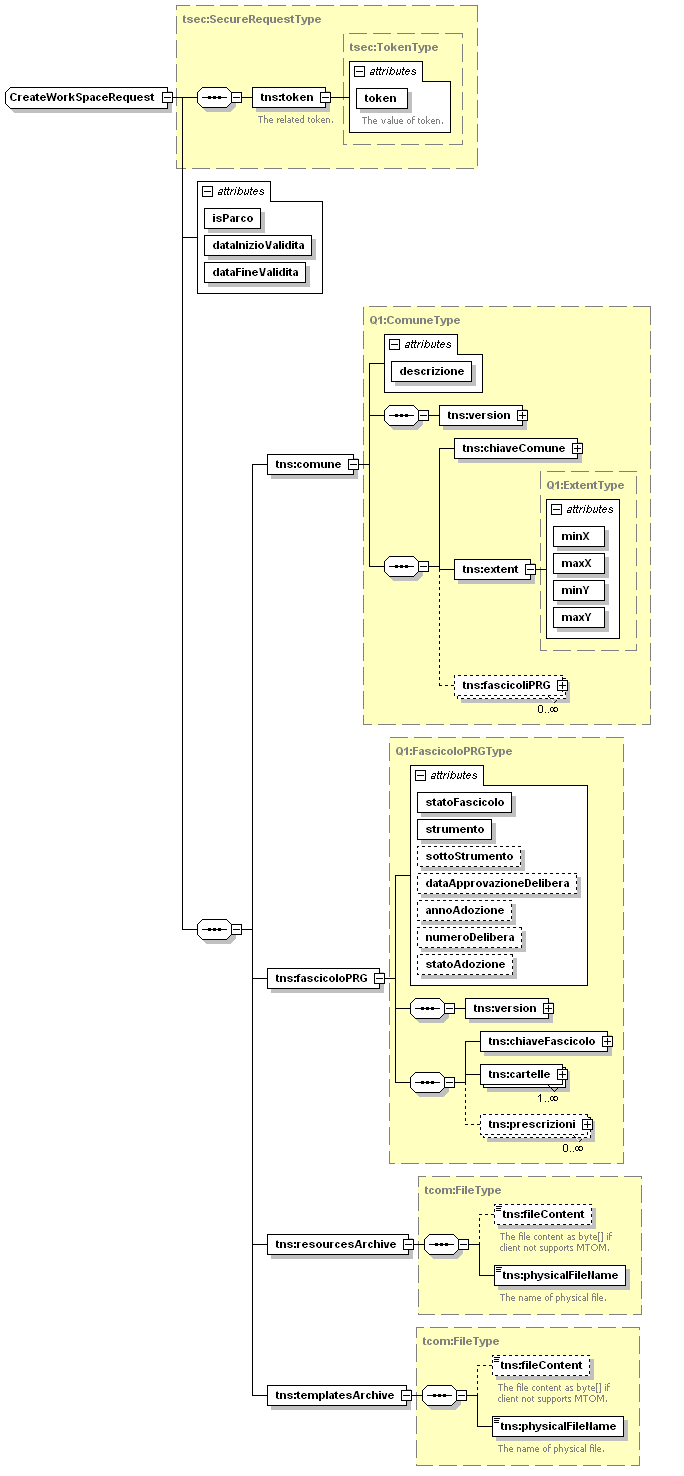 tsec:SecureRequestType
tsec:TokenType
attributes
CreateWorkSpaceRequest
tns:token
token
The related token.
The value of token.
attributes
isParco
dataInizioValidita
dataFineValidita
Q1:ComuneType
attributes
descrizione
tns:version
tns:chiaveComune
tns:comune
Q1:ExtentType
attributes
minX
maxX
tns:extent
minY
maxY
tns:fascicoliPRG
0..∞
Q1:FascicoloPRGType
attributes
statoFascicolo
strumento
sottoStrumento
dataApprovazioneDelibera
annoAdozione
numeroDelibera
statoAdozione
tns:fascicoloPRG
tns:version
tns:chiaveFascicolo
tns:cartelle
1..∞
tns:prescrizioni
0..∞
tcom:FileType
tns:fileContent
The file content as byte[] if
client not supports MTOM.
tns:resourcesArchive
tns:physicalFileName
The name of physical file.
tcom:FileType
tns:fileContent
The file content as byte[] if
client not supports MTOM.
tns:templatesArchive
tns:physicalFileName
The name of physical file.